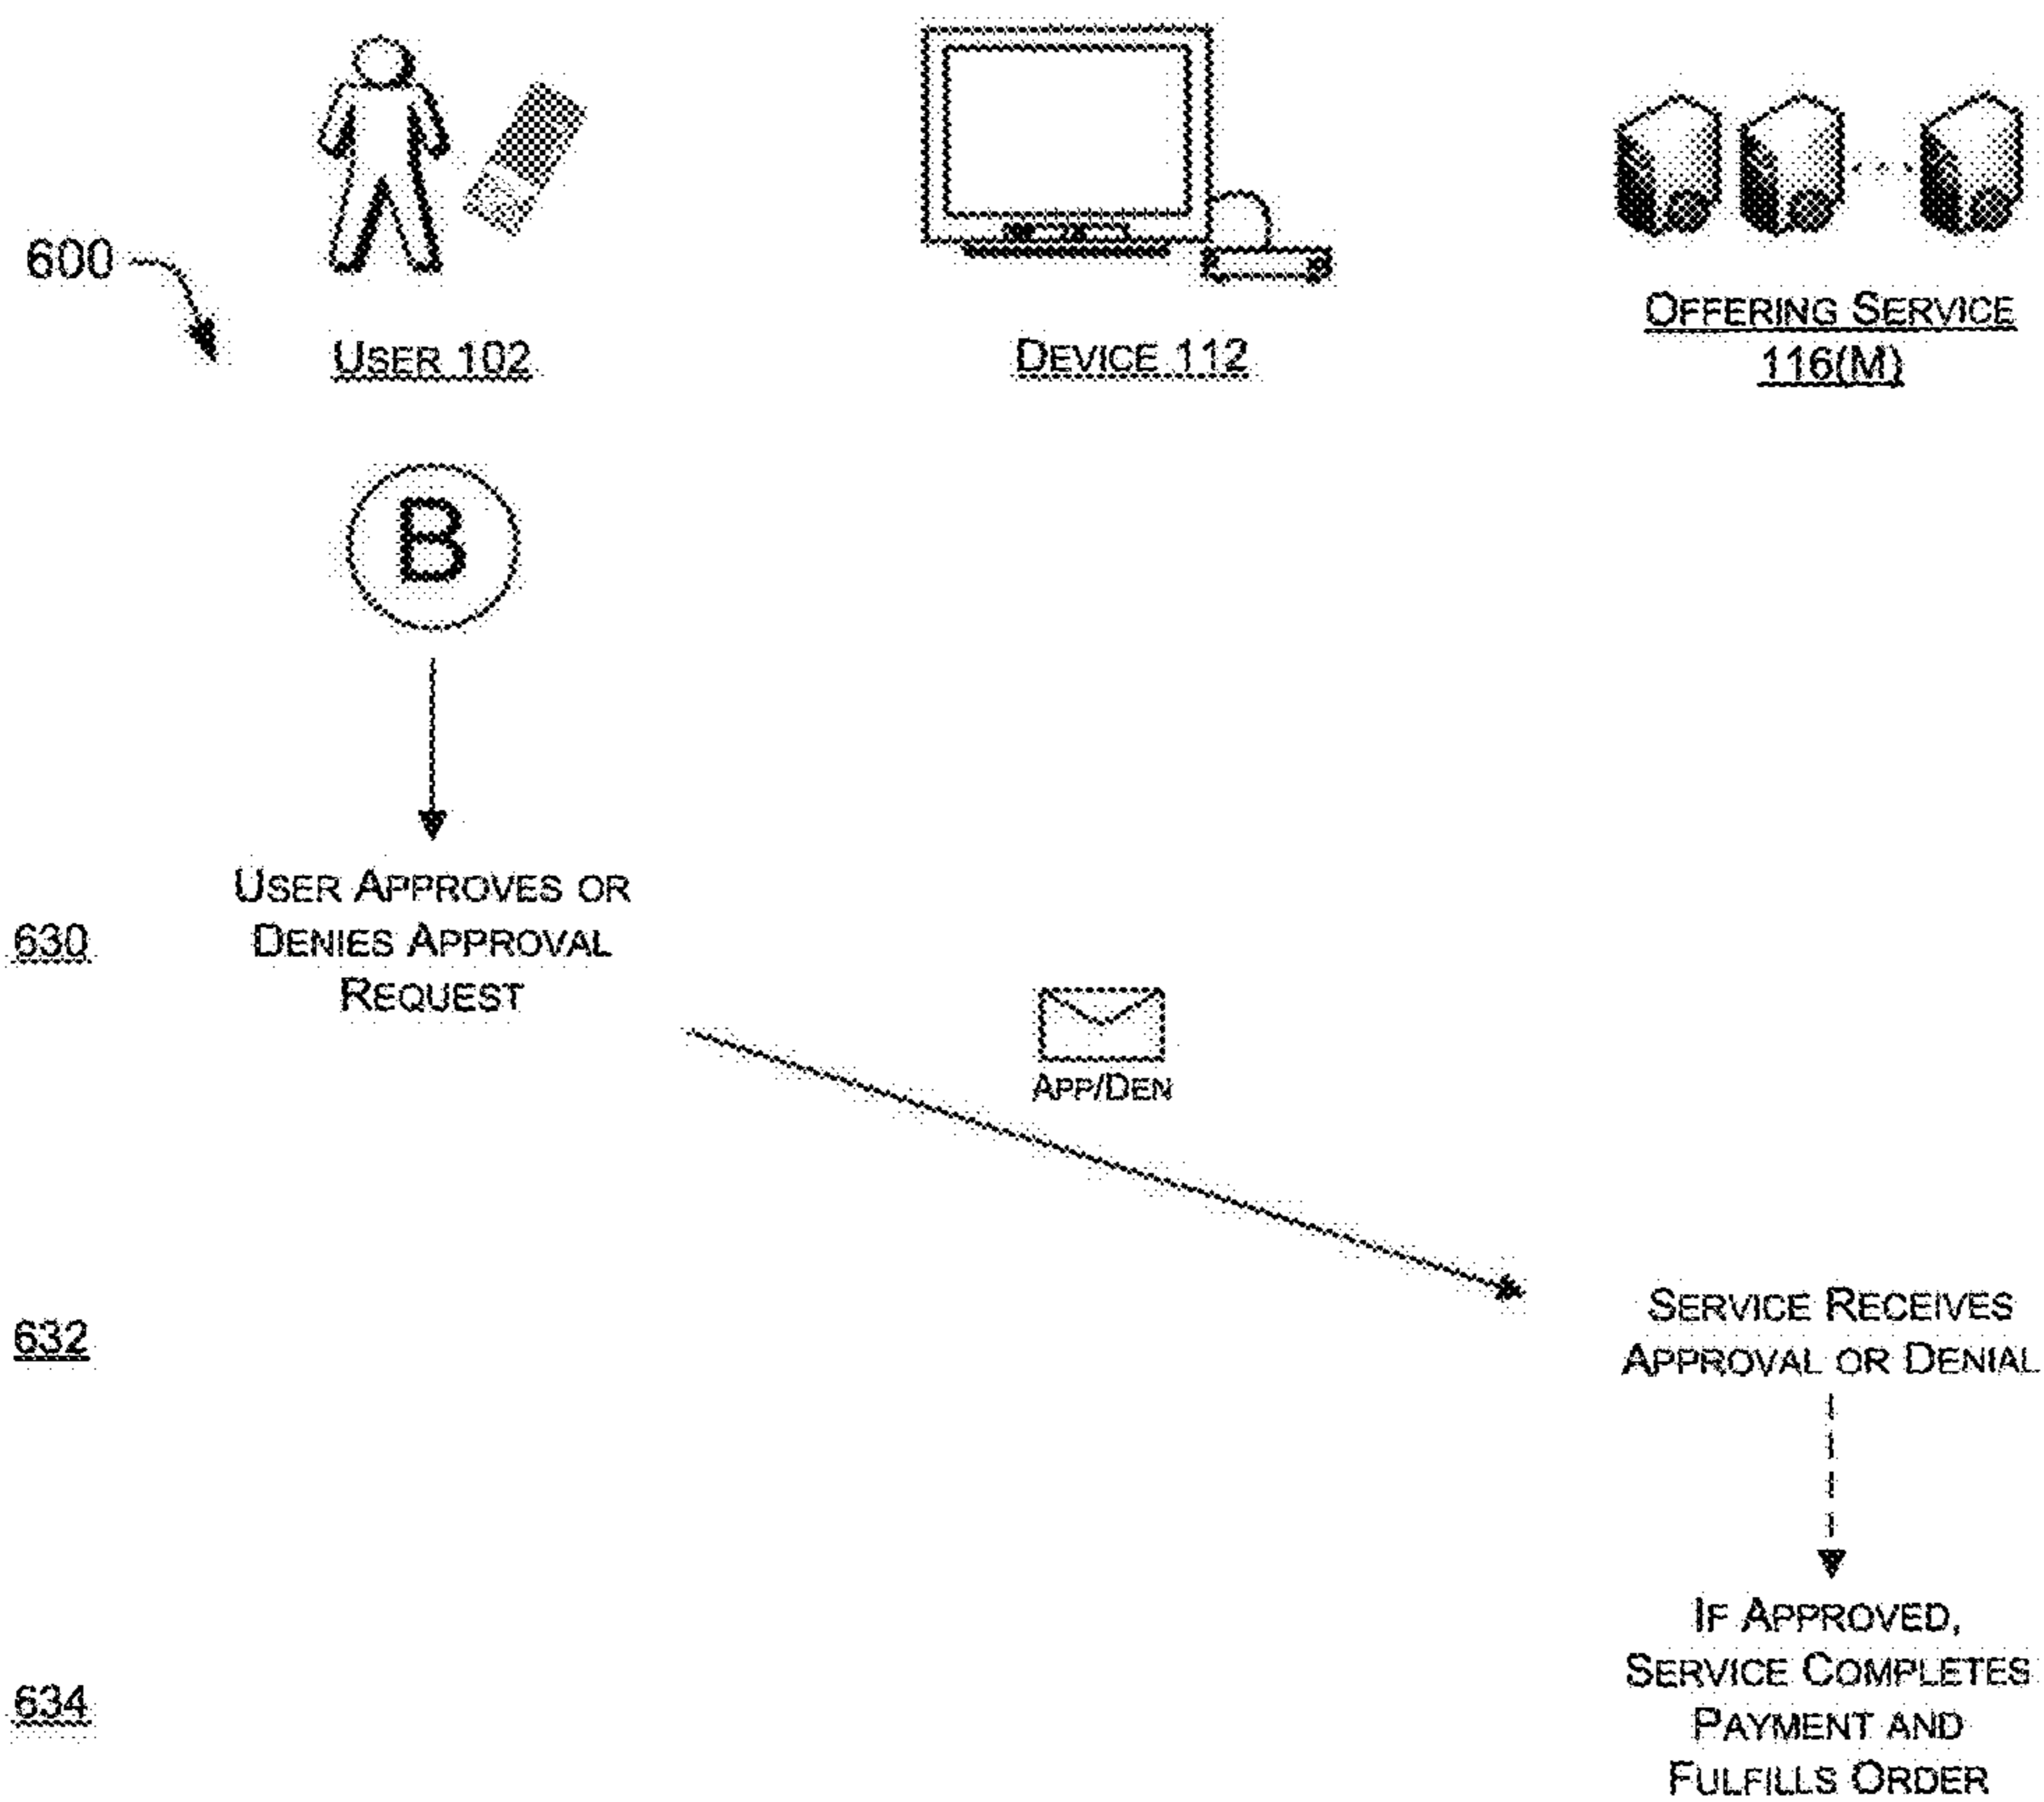 600
USER 102
DEVICE 112
OFFERING SERVICE
116(M)
B
630
USER APPROVES OR
DENIES APPROVAL
REQUEST
APP/DEN
632
SERVICE RECEIVES
APPROVAL OR DENIAL
634
IF APPROVED,
SERVICE COMPLETES
PAYMENT AND
FULFILLS ORDER